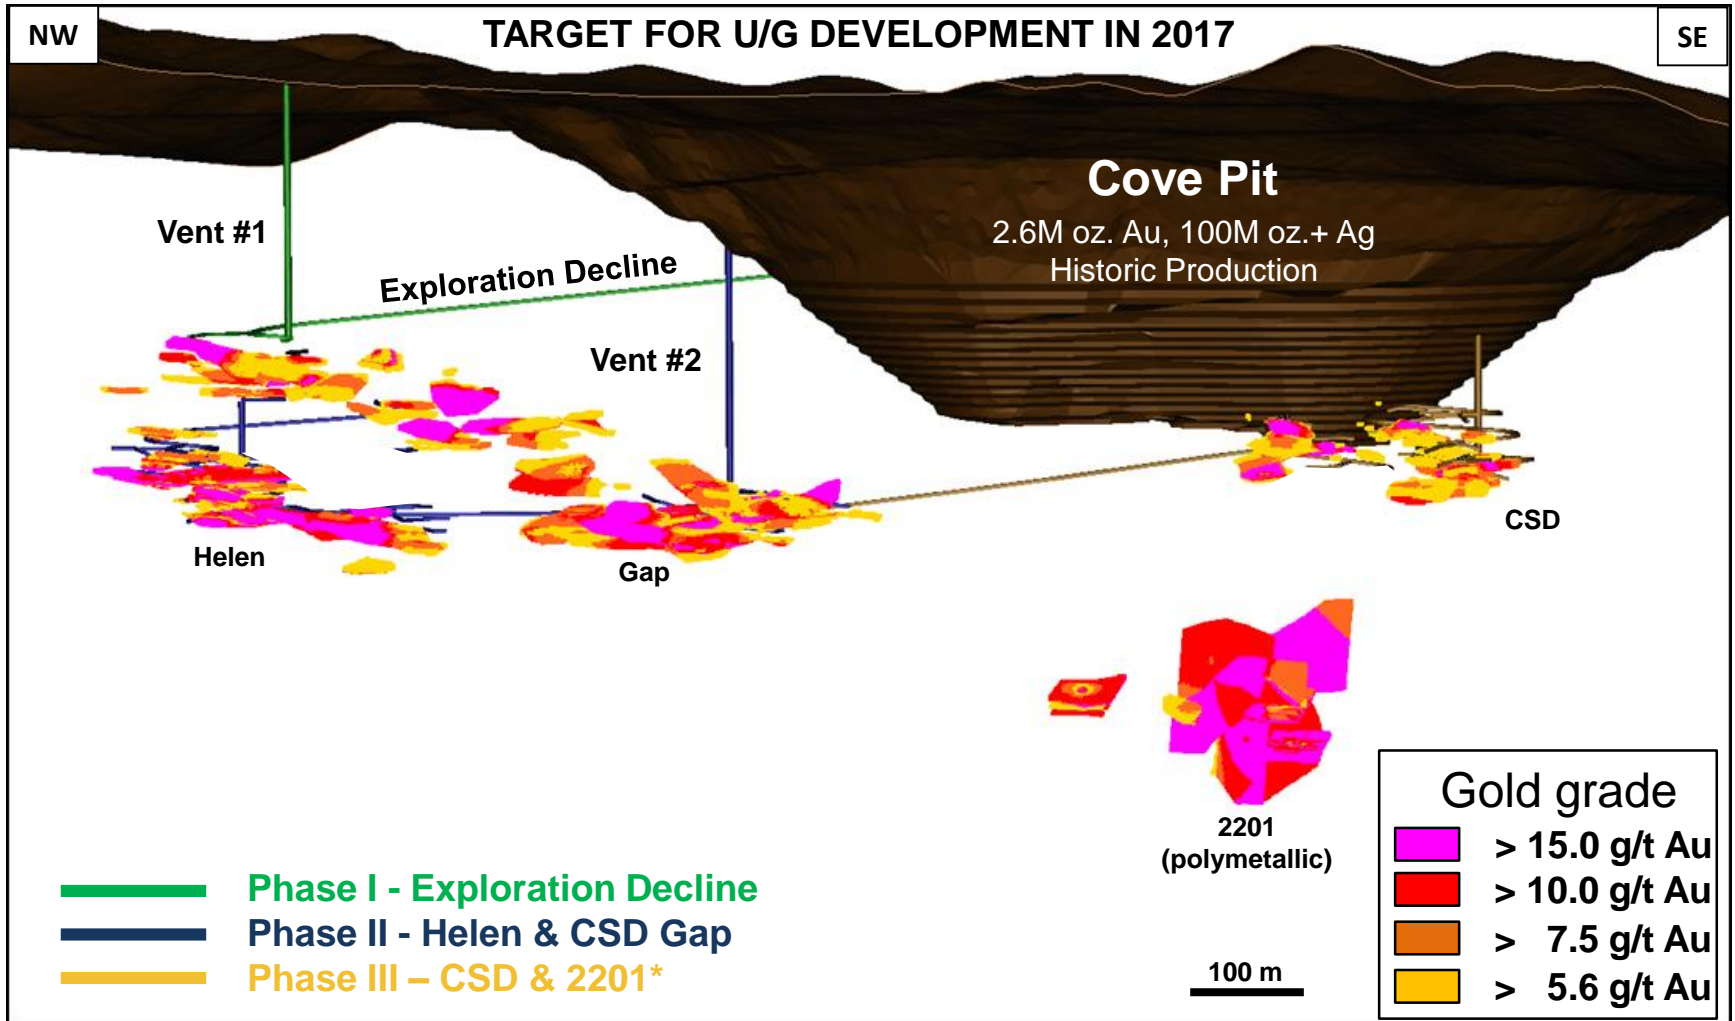 NW
TARGET FOR U/G DEVELOPMENT IN 2017
SE
Cove Pit
2.6M oz. Au, 100M oz.+ Ag
Historic Production
Vent #1
Exploration Decline
Vent #2
Helen
Gap
CSD
2201
(polymetallic)
Phase I - Exploration Decline
Phase II - Helen & CSD Gap
Phase III – CSD & 2201*
100 m
Gold grade
> 15.0 g/t Au
> 10.0 g/t Au
> 7.5 g/t Au
> 5.6 g/t Au